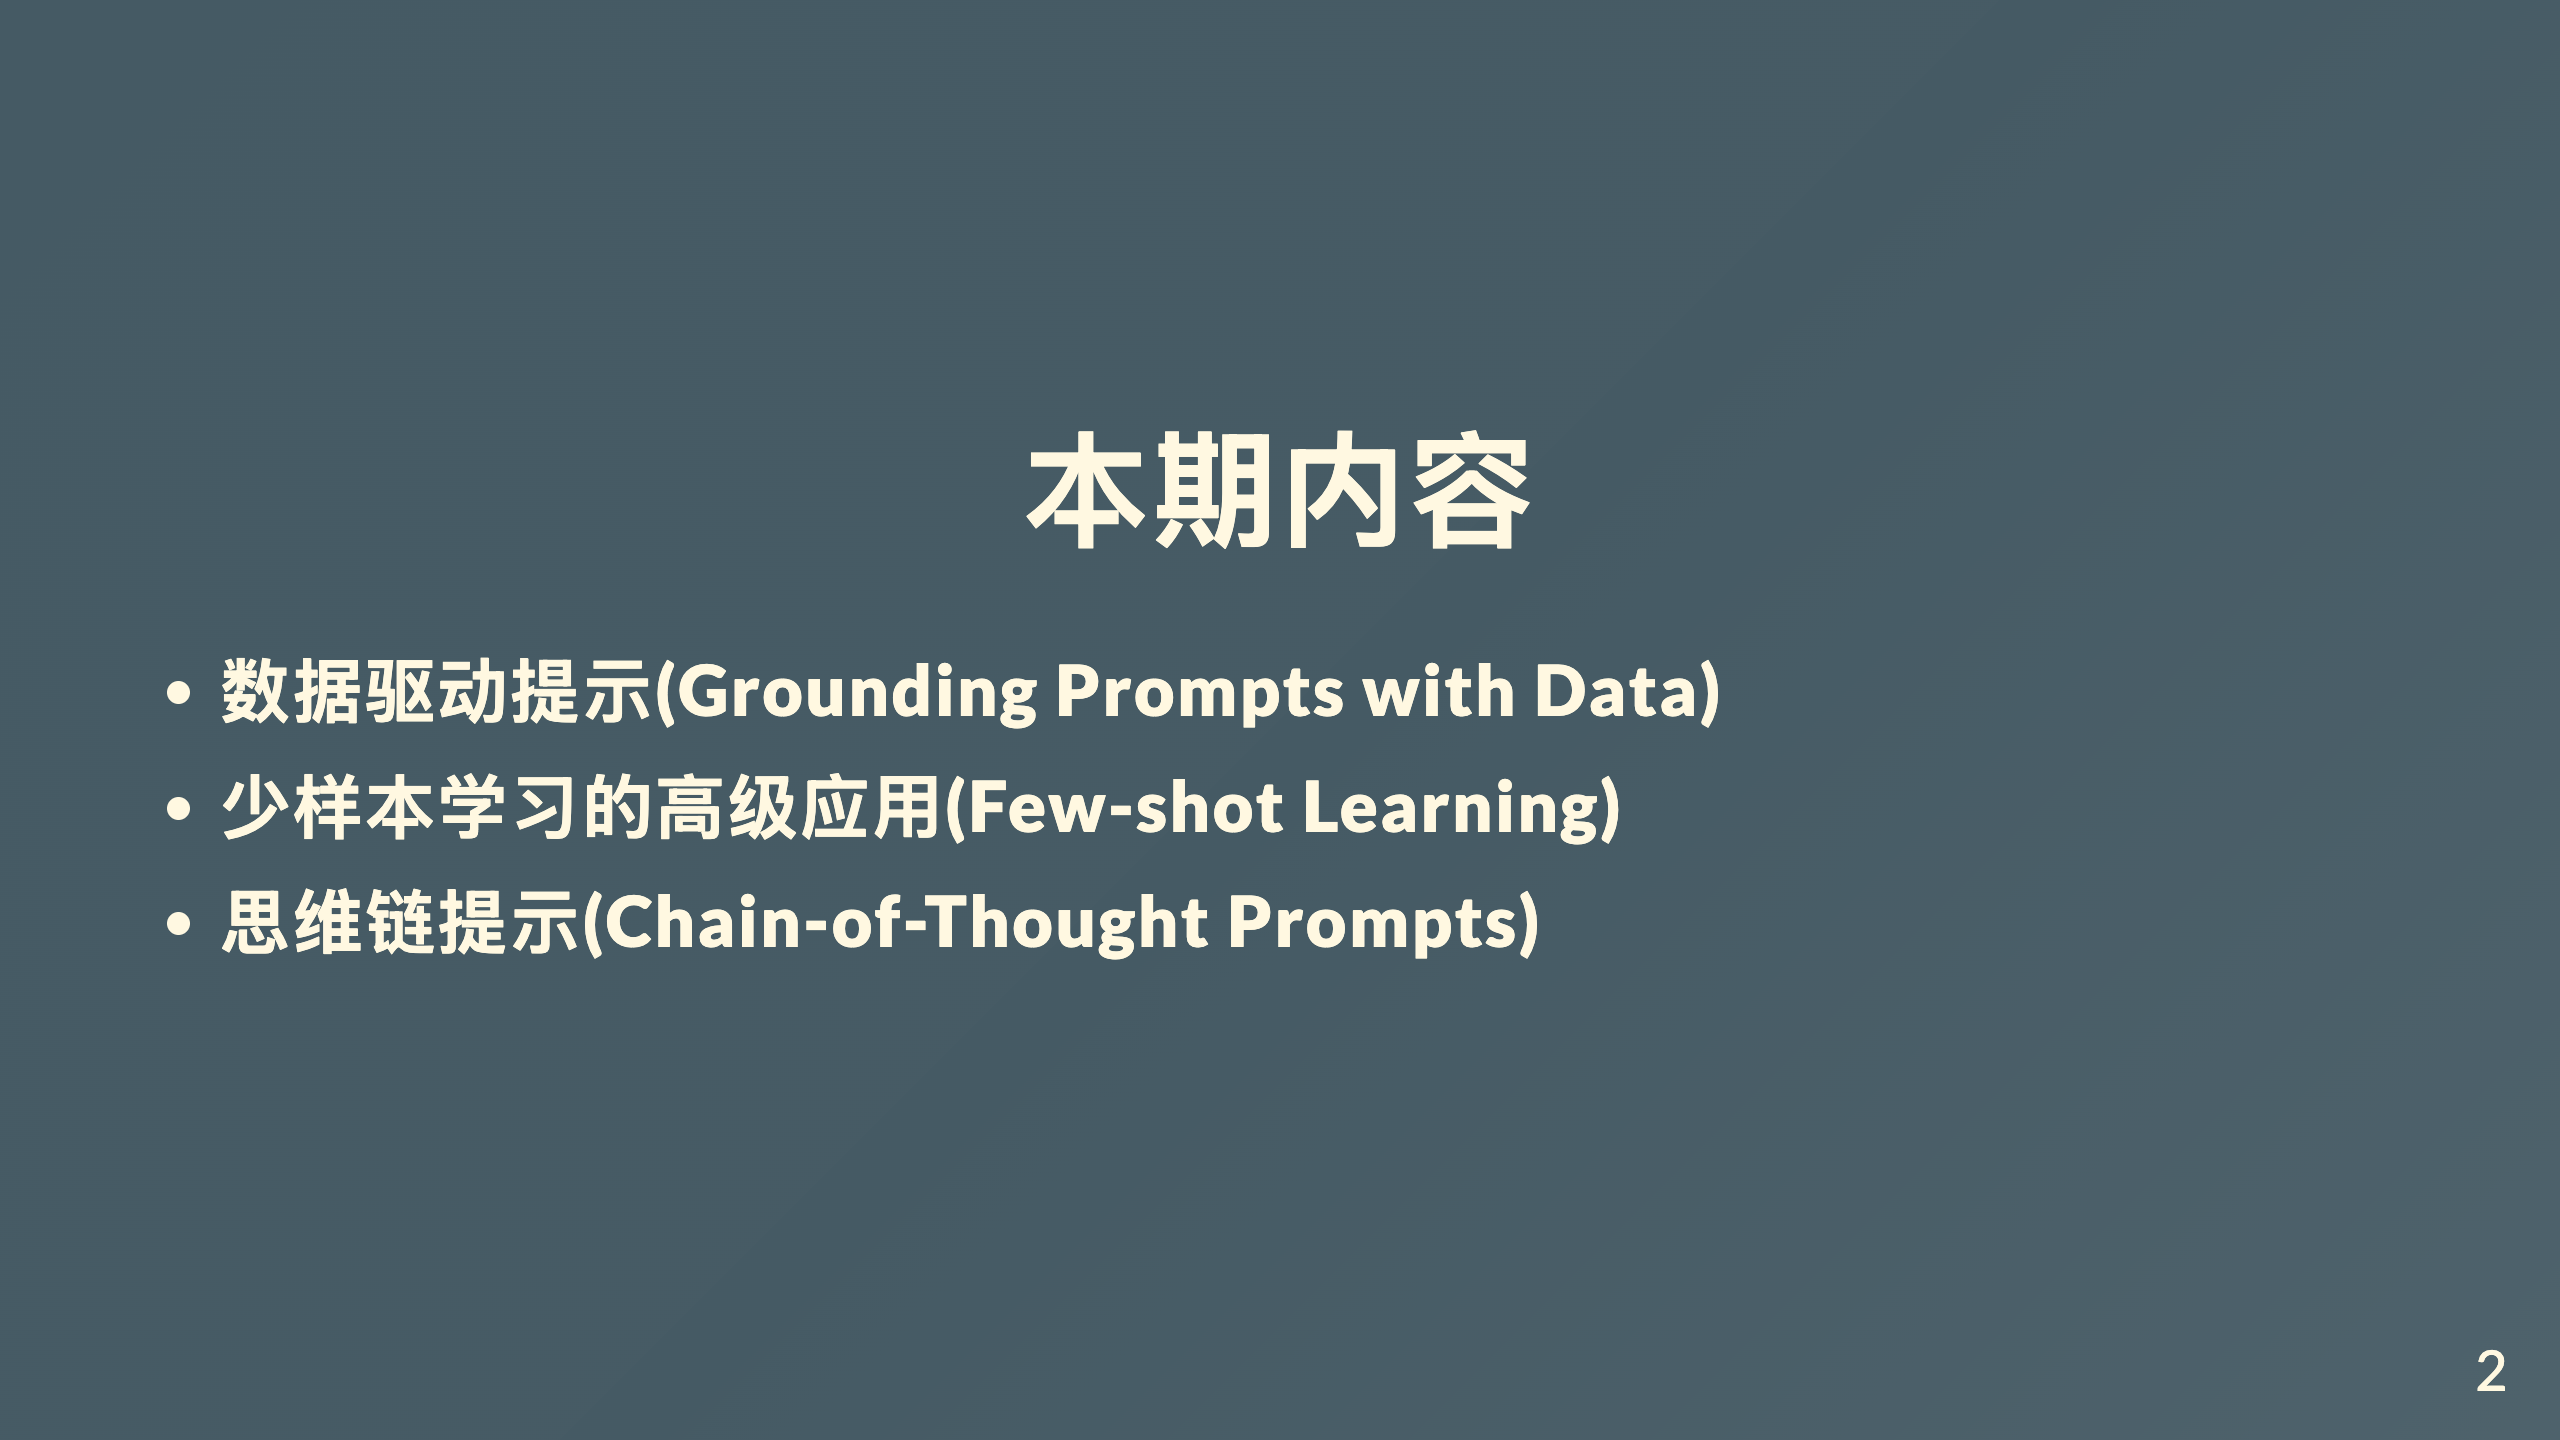 本期内容
• 数据驱动提示(Grounding Prompts with Data)
• 少样本学习的高级应用(Few-shot Learning)
• 思维链提示(Chain-of-Thought Prompts)
2